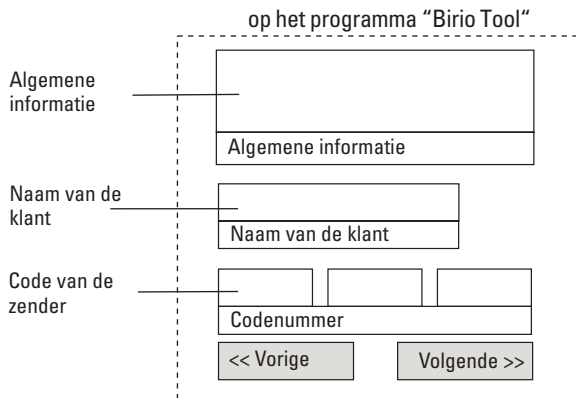 op het programma “Birio Tool“
Algemene
informatie
Algemene informatie
Naam van de
klant
Naam van de klant
Code van de
zender
Codenummer
<< Vorige
Volgende >>